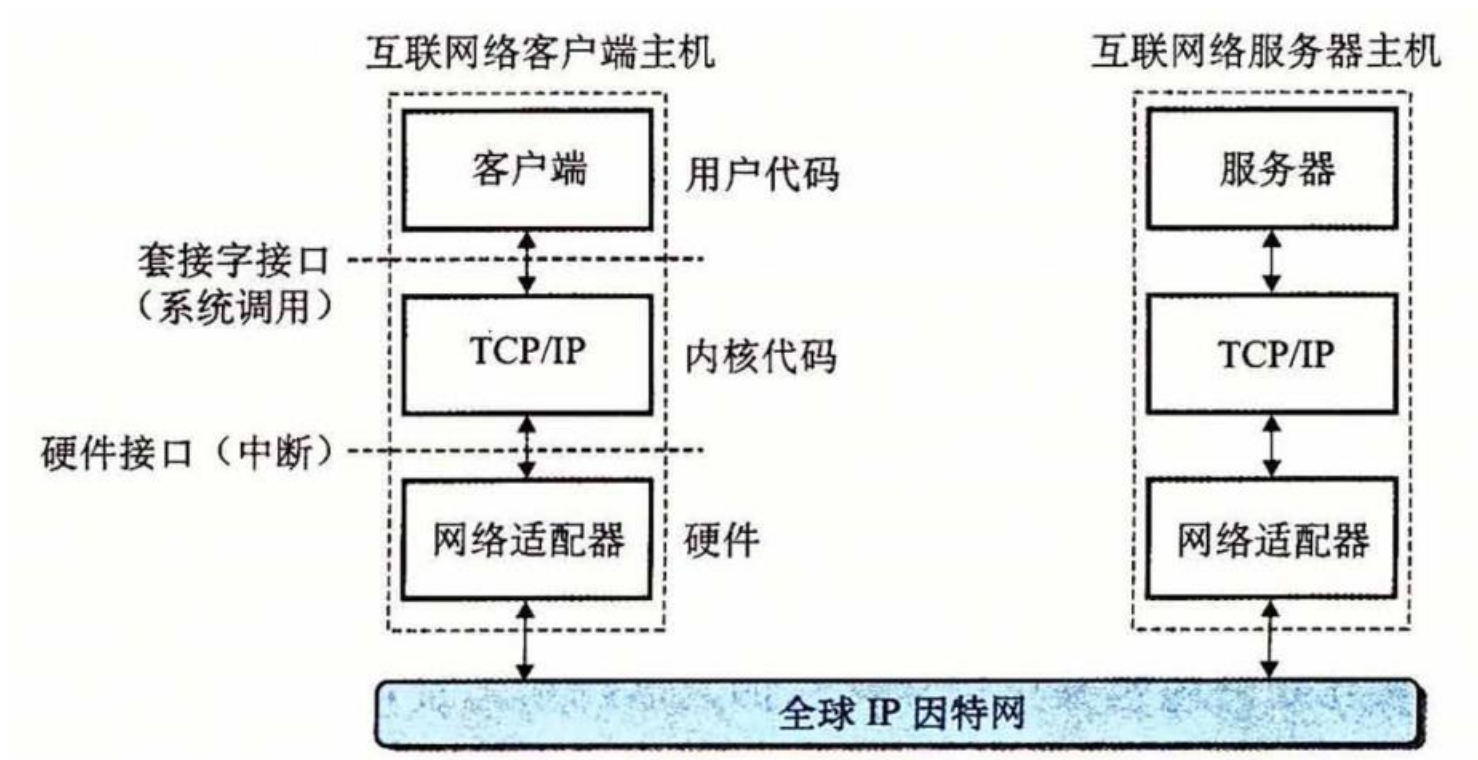 互联网络客户端主机
互联网络服务器主机
客户端
用户代码
服务器
套接字接口
（系统调用）
TCP/IP
内核代码
TCP/IP
硬件接口（中断）
网络适配器
硬件
网络适配器
全球 IP 因特网